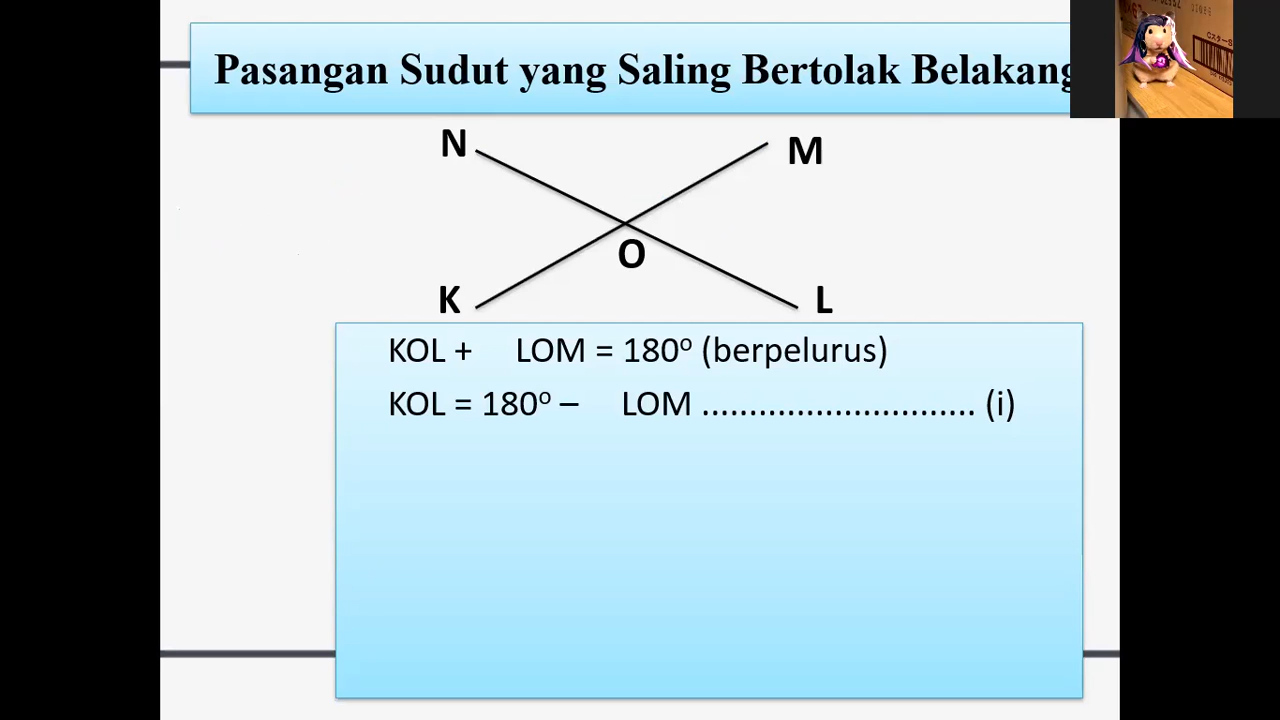 Pasangan Sudut yang Saling Bertolak Belakang
N
M
O
K
L
KOL + LOM = 180º (berpelurus)
KOL = 180º – LOM ............................. (i)